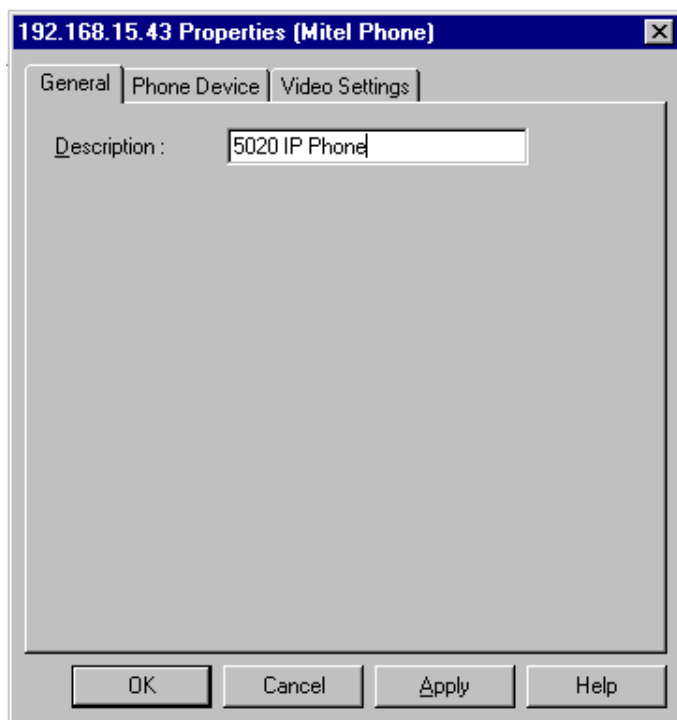 192.168.15.43 Properties (Mitel Phone)
General Phone Device Video Settings
Description : 5020 IP Phone
OK Cancel Apply Help